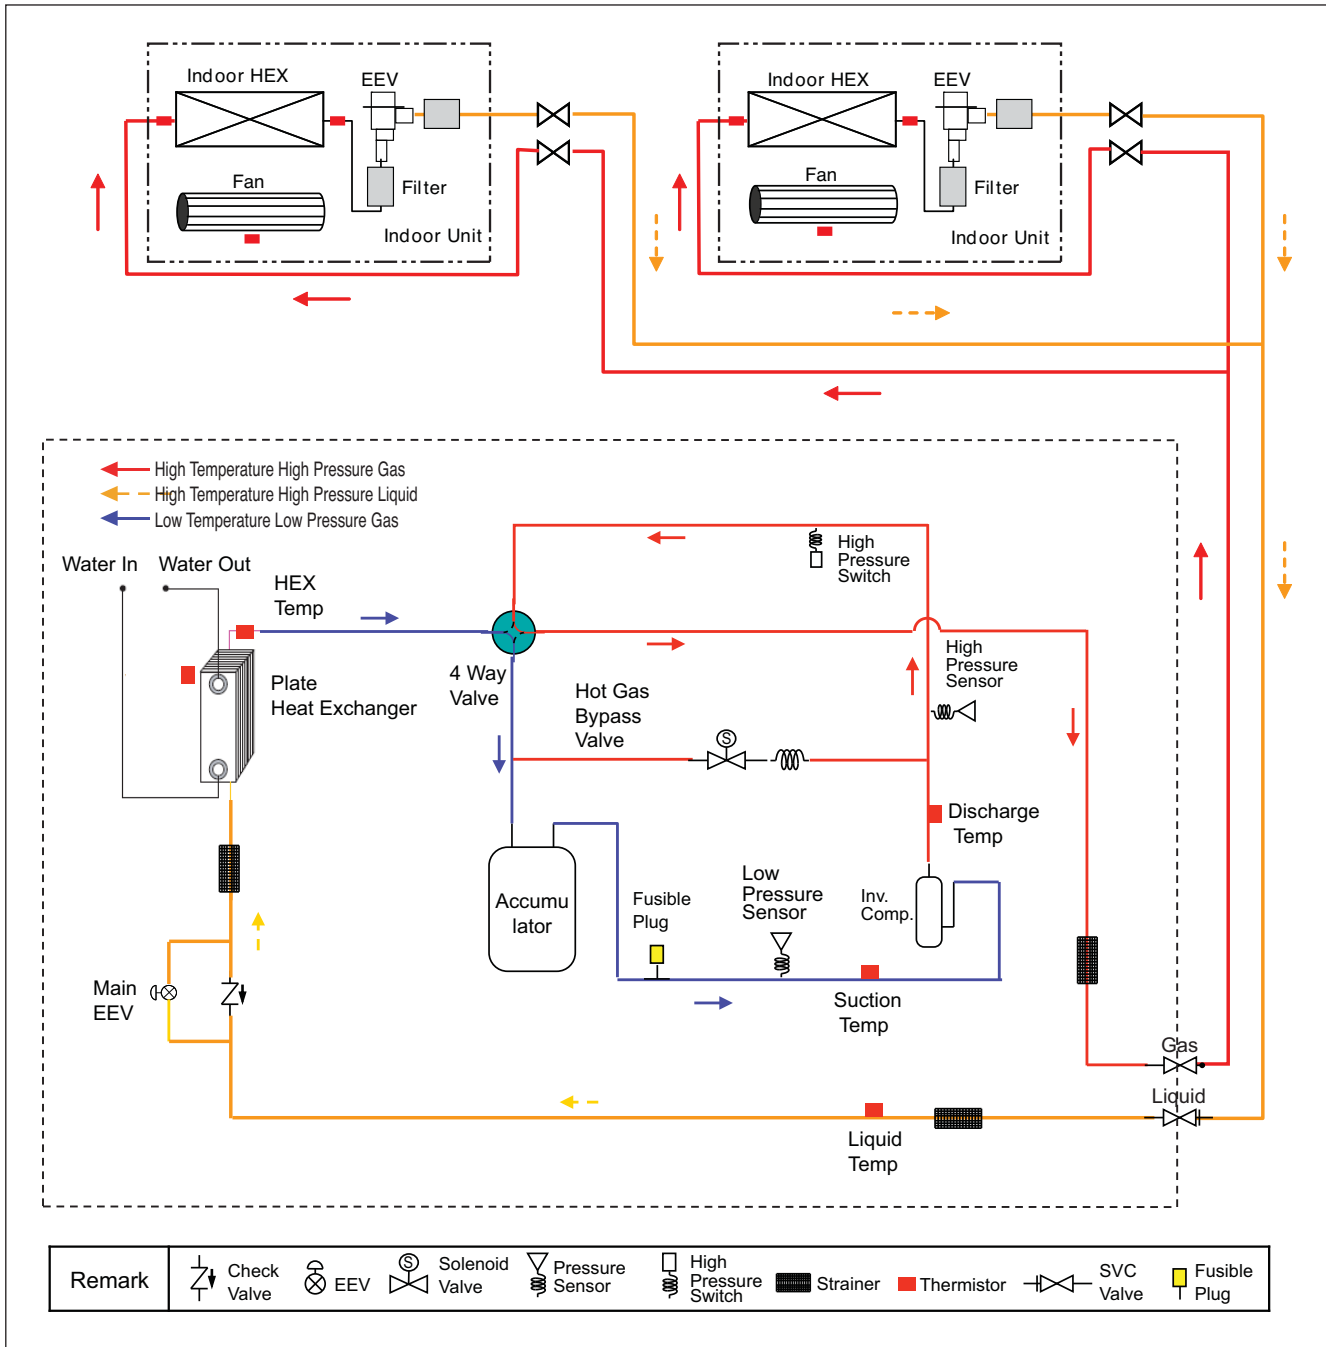 Indoor HEX
EEV
Fan
Filter
Indoor Unit
Indoor HEX
EEV
Fan
Filter
Indoor Unit
High Temperature High Pressure Gas
High Temperature High Pressure Liquid
Low Temperature Low Pressure Gas
Water In
Water Out
HEX
Temp
High
Pressure
Switch
4 Way
Valve
Plate
Heat Exchanger
Hot Gas
Bypass
Valve
S
High
Pressure
Sensor
Discharge
Temp
Accumu
lator
Fusible
Plug
Low
Pressure
Sensor
Inv.
Comp.
Main
EEV
Suction
Temp
Gas
Liquid
Liquid
Temp
Remark
Check
Valve
EEV
S
Solenoid
Valve
Pressure
Sensor
High
Pressure
Switch
Strainer
Thermistor
SVC
Valve
Fusible
Plug